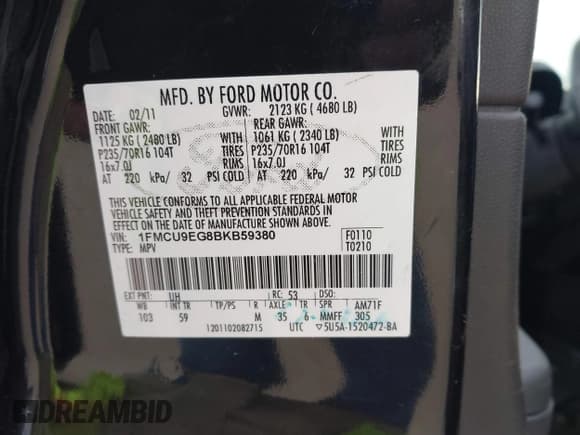 MFD. BY FORD MOTOR CO.
DATE: 02/11 GVWR: 2123 KG ( 4680 LB)
FRONT GAWR: REAR GAWR:
1125 KG ( 2480 LB) WITH 1061 KG ( 2340 LB) WITH
P235/70R16 104T TIRES P235/70R16 104T TIRES
16x7.0J RIMS 16x7.0J RIMS
AT 220 kPa/ 32 PSI COLD AT 220 kPa/ 32 PSI COLD
THIS VEHICLE CONFORMS TO ALL APPLICABLE FEDERAL MOTOR
VEHICLE SAFETY AND THEFT PREVENTION STANDARDS IN
EFFECT ON THE DATE OF MANUFACTURE SHOWN ABOVE.
VIN: 1FMCU9EG8BKB59380 F0110
TYPE: MPV T0210
EXT PNT: UH RC: 53 DSO:
WB INT TR TP/PS R AXLE TR SPR AM71F
103 59 M 35 6 MMFF 305
1201102082715 UTC 5U5A-1520472-BA
DREAMBID